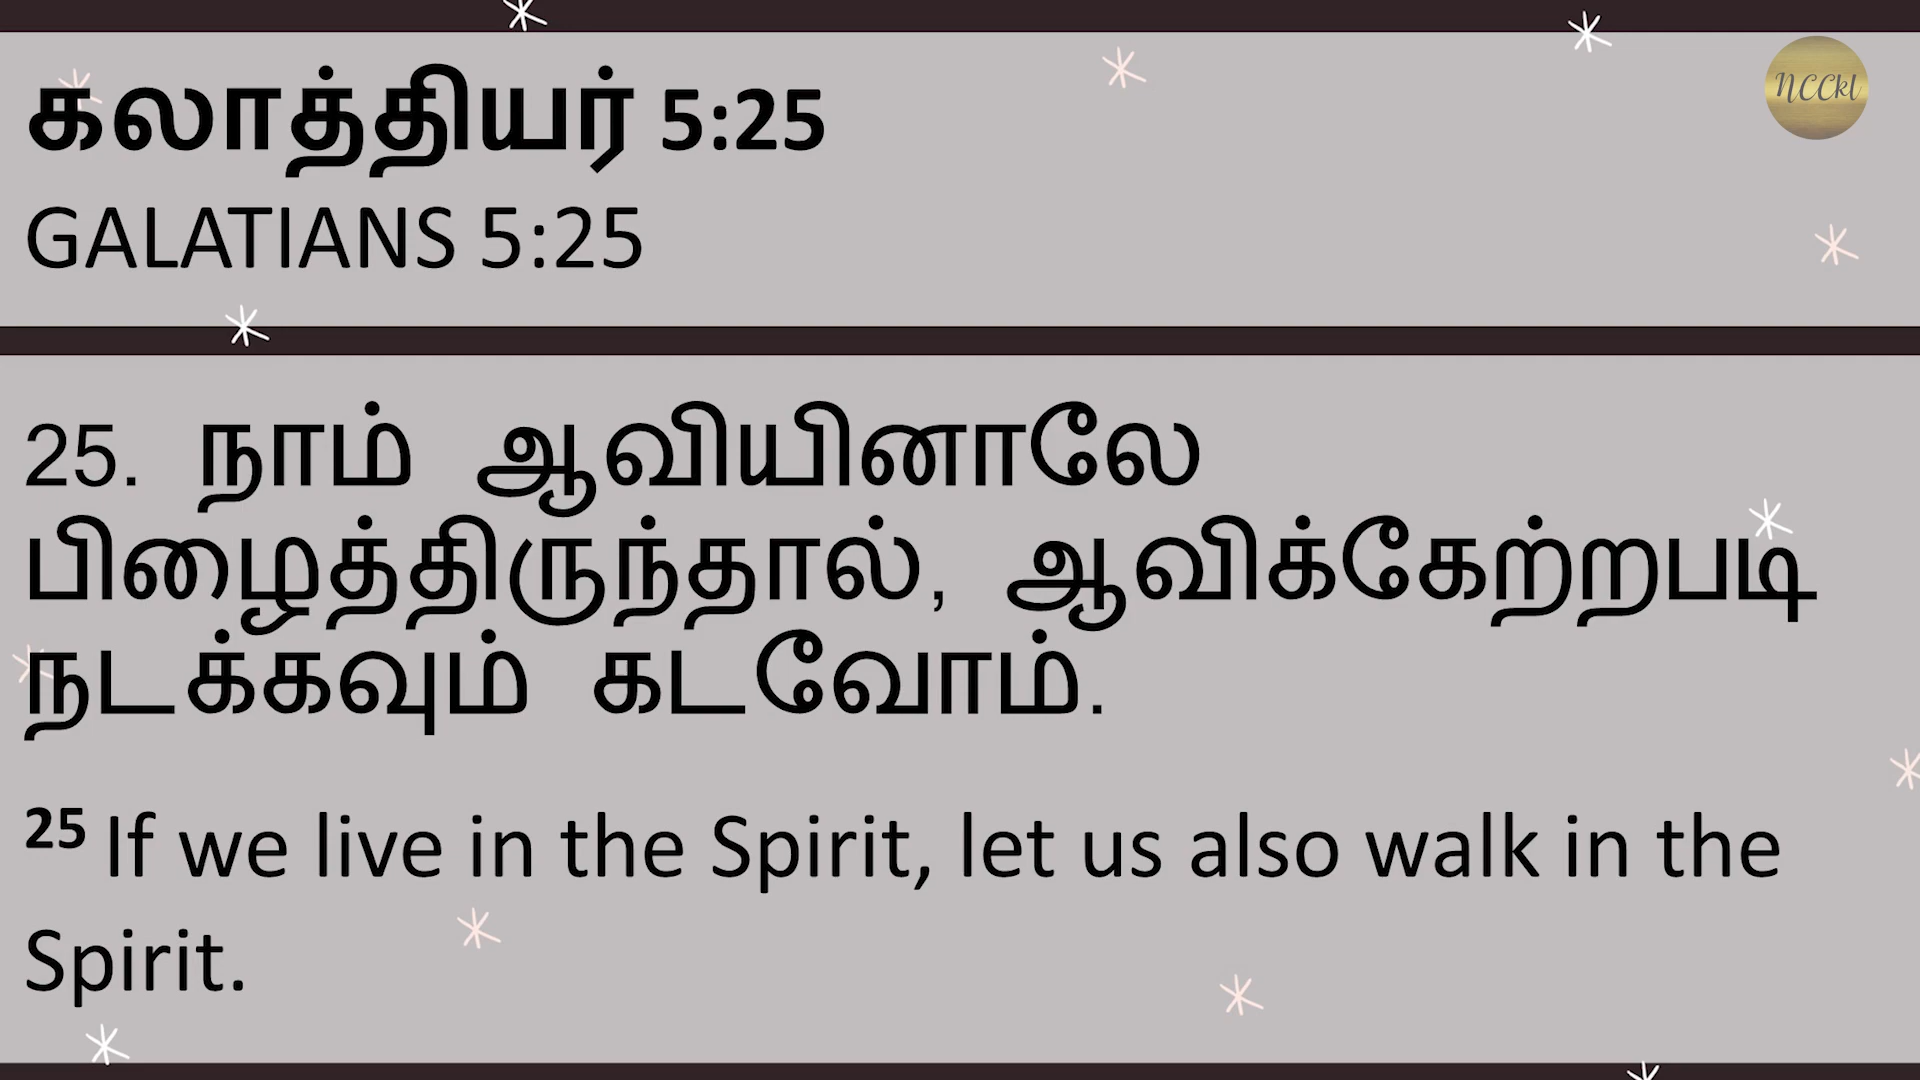 கலாத்தியர் 5:25
NCCkl
GALATIANS 5:25
25. நாம் ஆவியினாலே
பிழைத்திருந்தால், ஆவிக்கேற்றபடி
நடக்கவும் கடவோம்.
25 If we live in the Spirit, let us also walk in the
Spirit.